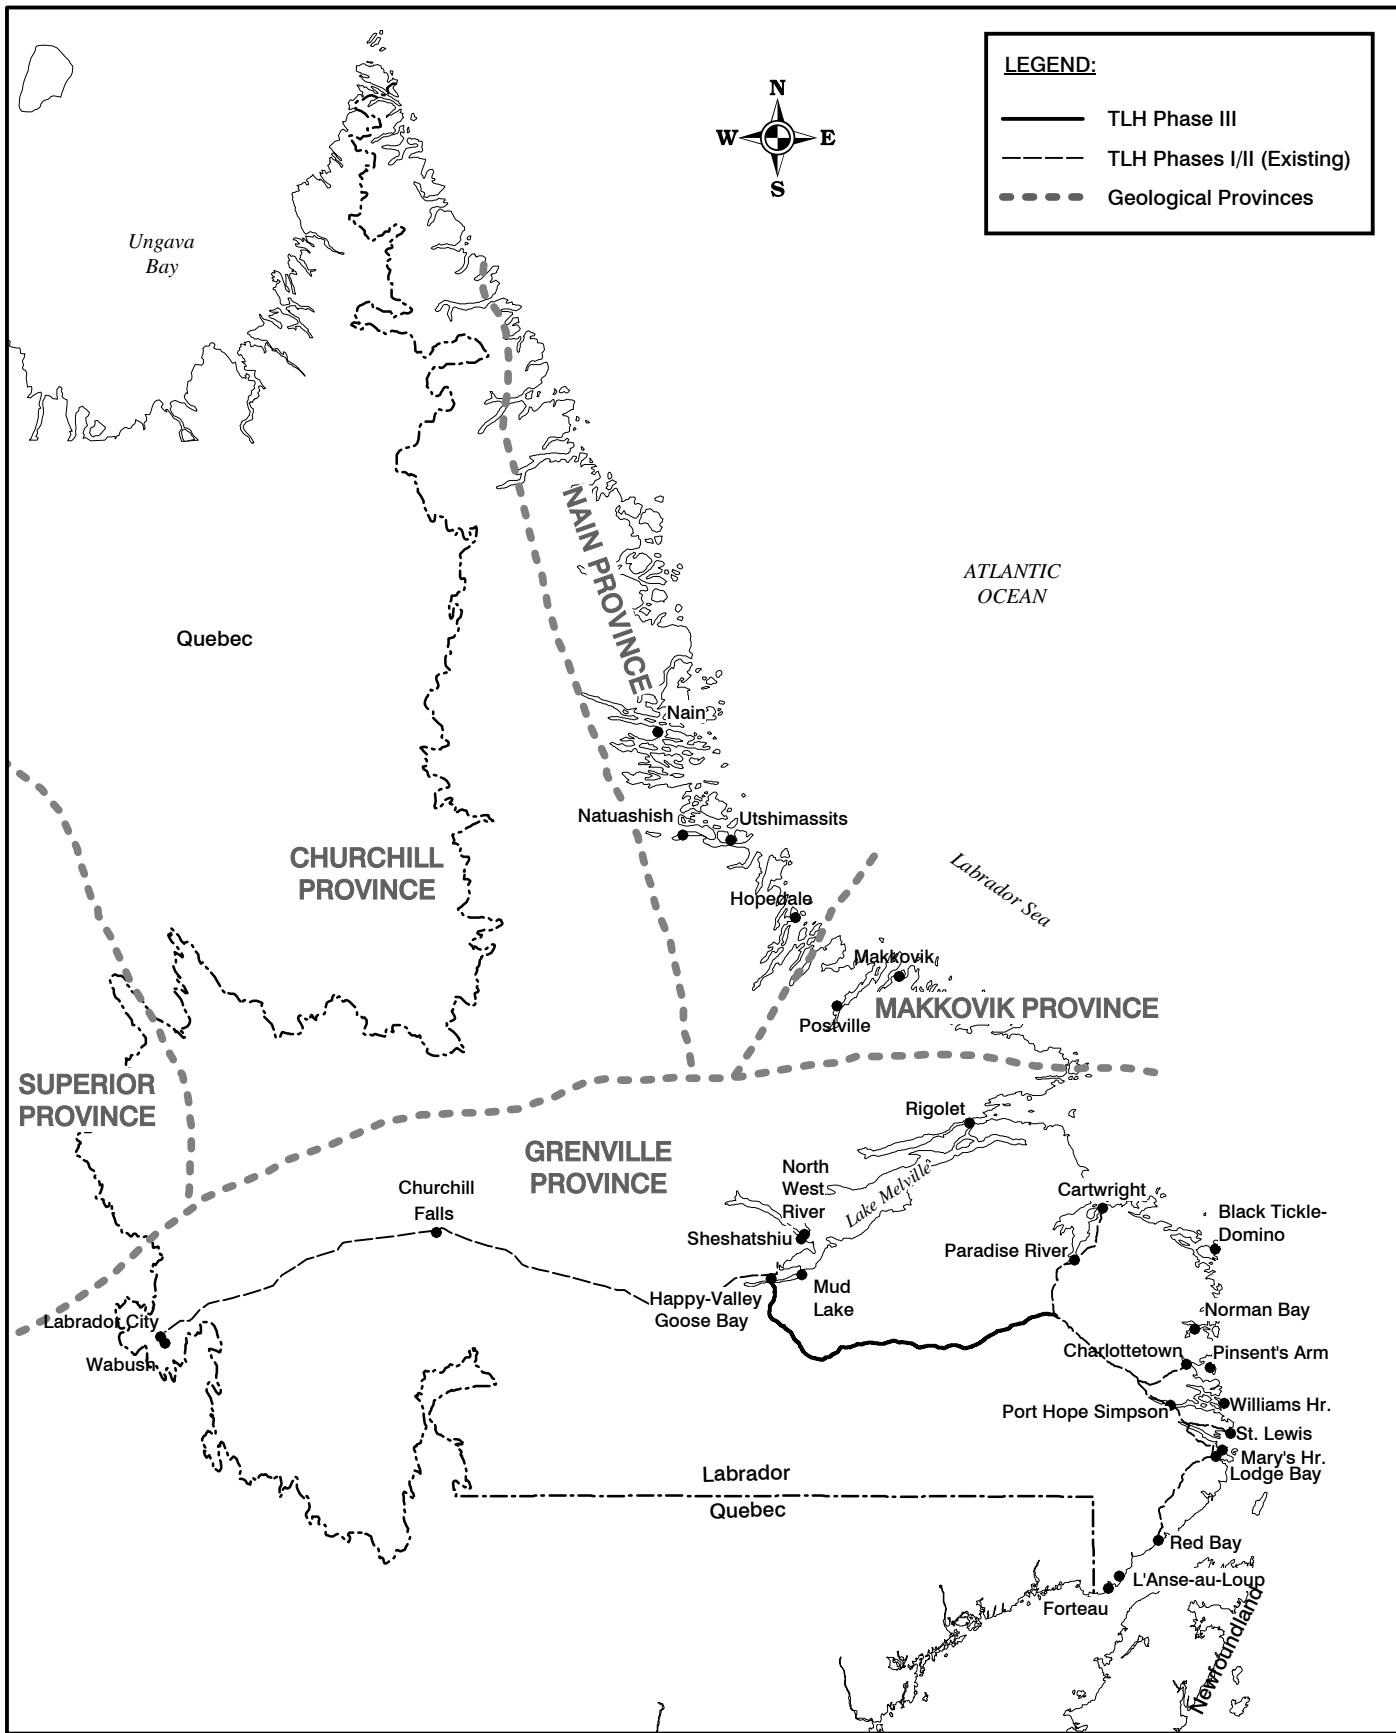 LEGEND:
TLH Phase III
TLH Phases I/II (Existing)
Geological Provinces
N
W
E
S
Ungava
Bay
ATLANTIC
OCEAN
NAIN PROVINCE
Quebec
Nain
Natuashish
Utshimassits
CHURCHILL
PROVINCE
Labrador Sea
Hopedale
Makkovik
MAKKOVIK PROVINCE
Postville
SUPERIOR
PROVINCE
Rigolet
GRENVILLE
PROVINCE
North
West
River
Lake Melville
Churchill
Falls
Cartwright
Black Tickle-
Domino
Sheshatshiu
Paradise River
Mud
Lake
Happy-Valley
Goose Bay
Norman Bay
Labrador City
Wabush
Charlottetown
Pinsent's Arm
Port Hope Simpson
Williams Hr.
St. Lewis
Mary's Hr.
Lodge Bay
Labrador
Quebec
Red Bay
L'Anse-au-Loup
Forteau
Newfoundland